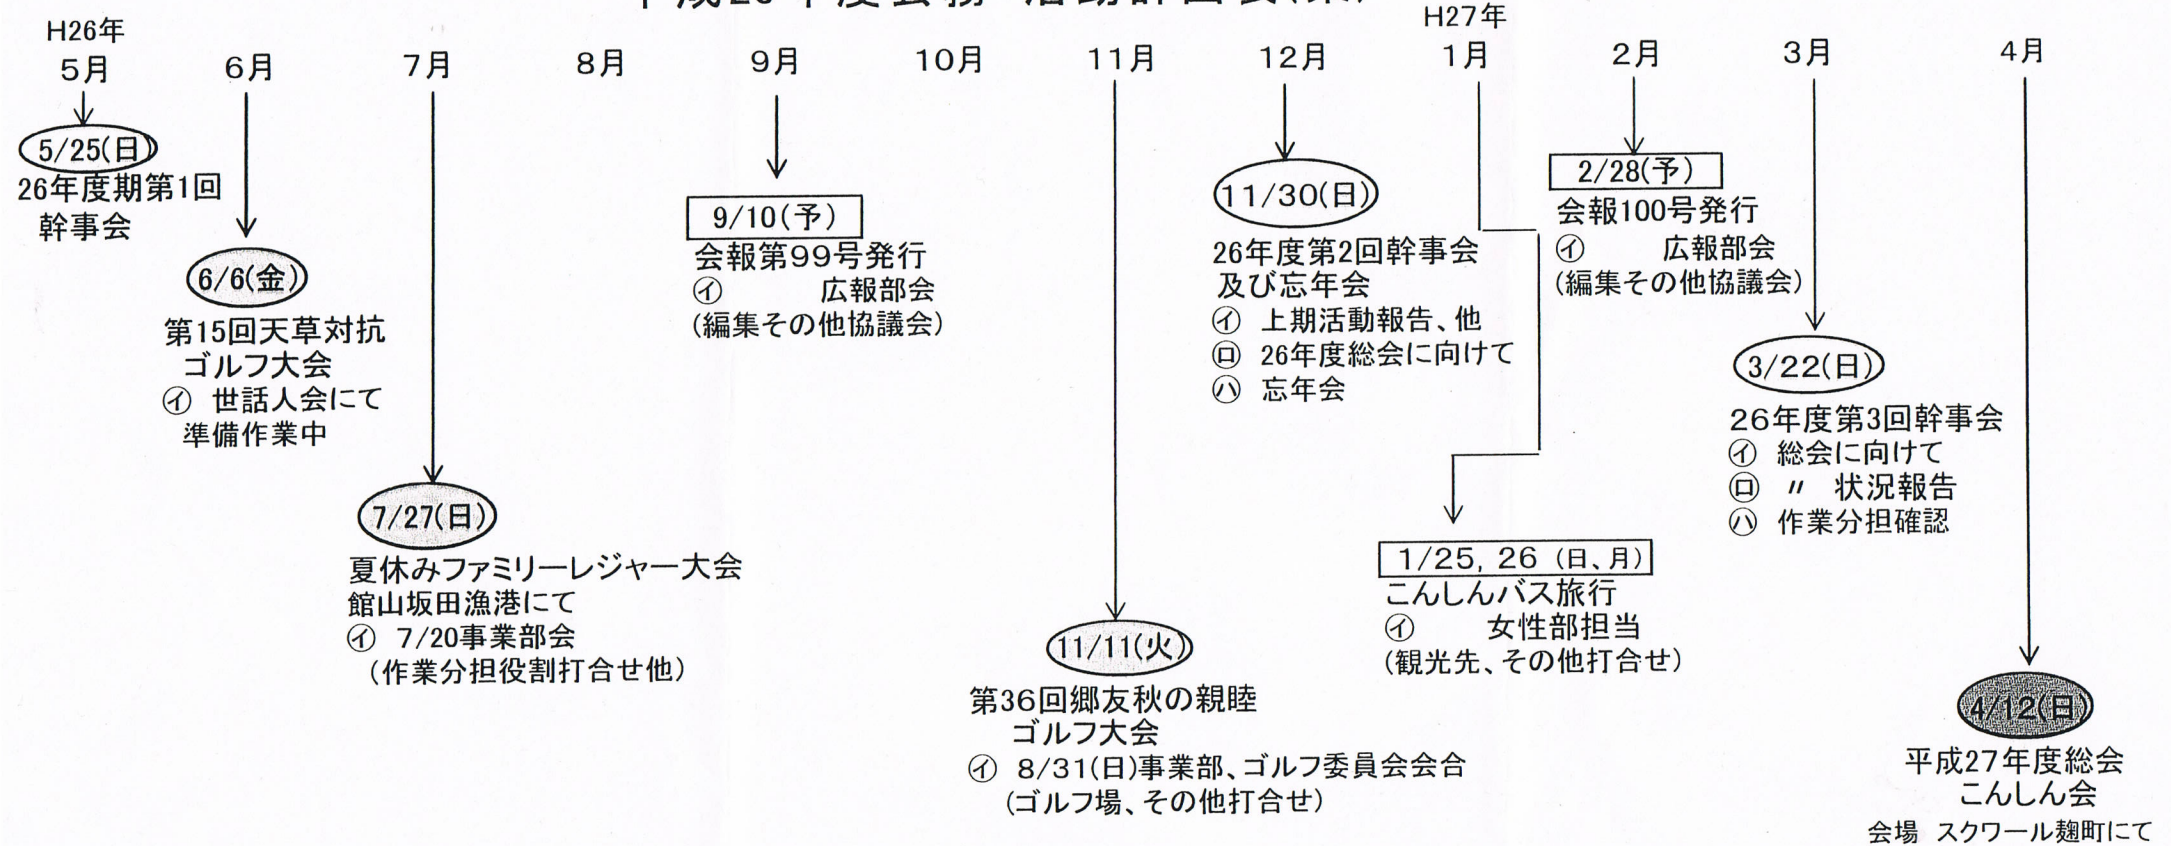 H26年
5月
6月
7月
8月
9月
10月
11月
12月
H27年
1月
2月
3月
4月
5/25(日)
26年度期第1回
幹事会
6/6(金)
第15回天草対抗
ゴルフ大会
㋑ 世話人会にて
準備作業中
7/27(日)
夏休みファミリーレジャー大会
館山坂田漁港にて
㋑ 7/20事業部会
(作業分担役割打合せ他)
9/10(予)
会報第99号発行
㋑ 広報部会
(編集その他協議会)
11/11(火)
第36回郷友秋の親睦
ゴルフ大会
㋑ 8/31(日)事業部、ゴルフ委員会会合
(ゴルフ場、その他打合せ)
11/30(日)
26年度第2回幹事会
及び忘年会
㋑ 上期活動報告、他
㋺ 26年度総会に向けて
㋩ 忘年会
1/25, 26 (日、月)
こんしんバス旅行
㋑ 女性部担当
(観光先、その他打合せ)
2/28(予)
会報100号発行
㋑ 広報部会
(編集その他協議会)
3/22(日)
26年度第3回幹事会
㋑ 総会に向けて
㋺ 〃 状況報告
㋩ 作業分担確認
4/12(日)
平成27年度総会
こんしん会
会場 スクワール麹町にて